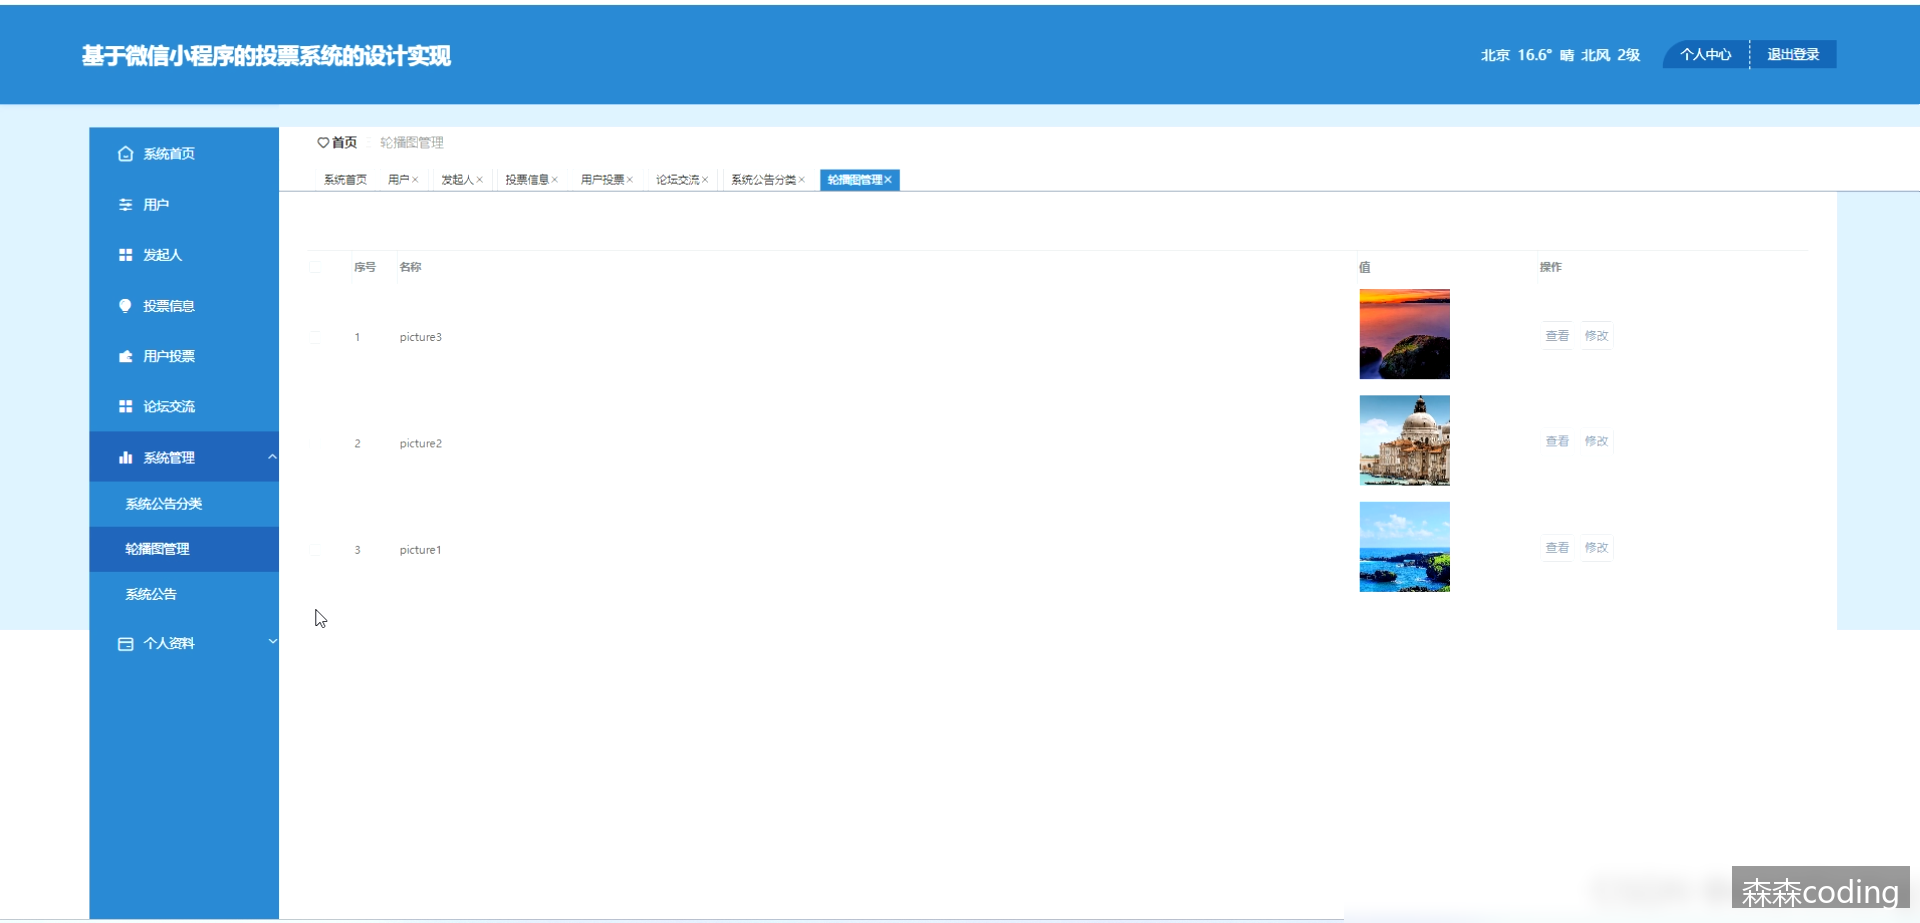 基于微信小程序的投票系统的设计实现
北京 16.6° 晴 北风 2级
个人中心
退出登录
系统首页
用户
发起人
投票信息
用户投票
论坛交流
系统管理
系统公告分类
轮播图管理
系统公告
个人资料
首页 轮播图管理
系统首页 用户× 发起人× 投票信息× 用户投票× 论坛交流× 系统公告分类× 轮播图管理×
序号 名称 值 操作
1 picture3 查看 修改
2 picture2 查看 修改
3 picture1 查看 修改
森森coding